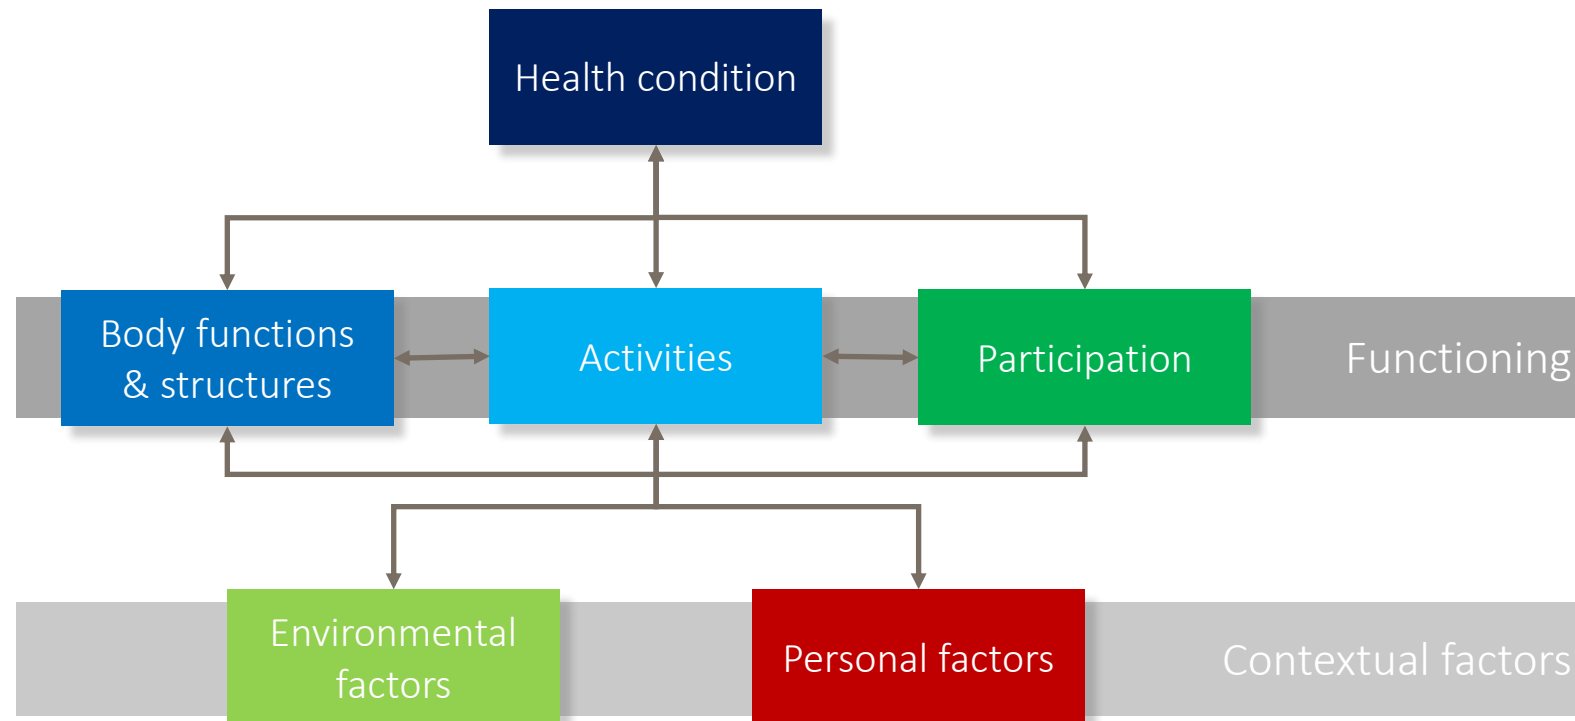 Health condition
Body functions
& structures
Activities
Participation
Functioning
Environmental
factors
Personal factors
Contextual factors